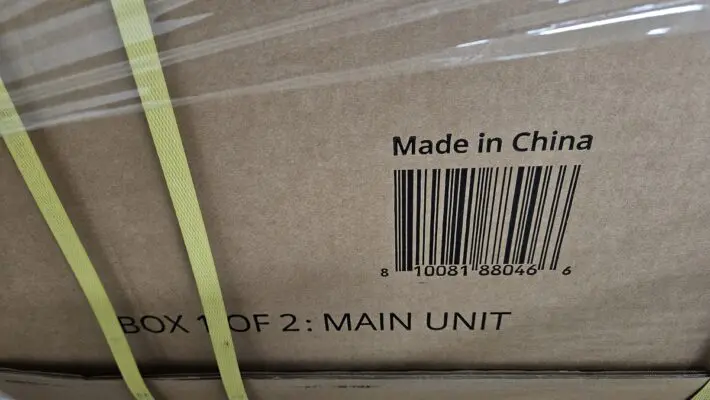 Made in China
8 10081 88046 6
BOX 1 OF 2: MAIN UNIT